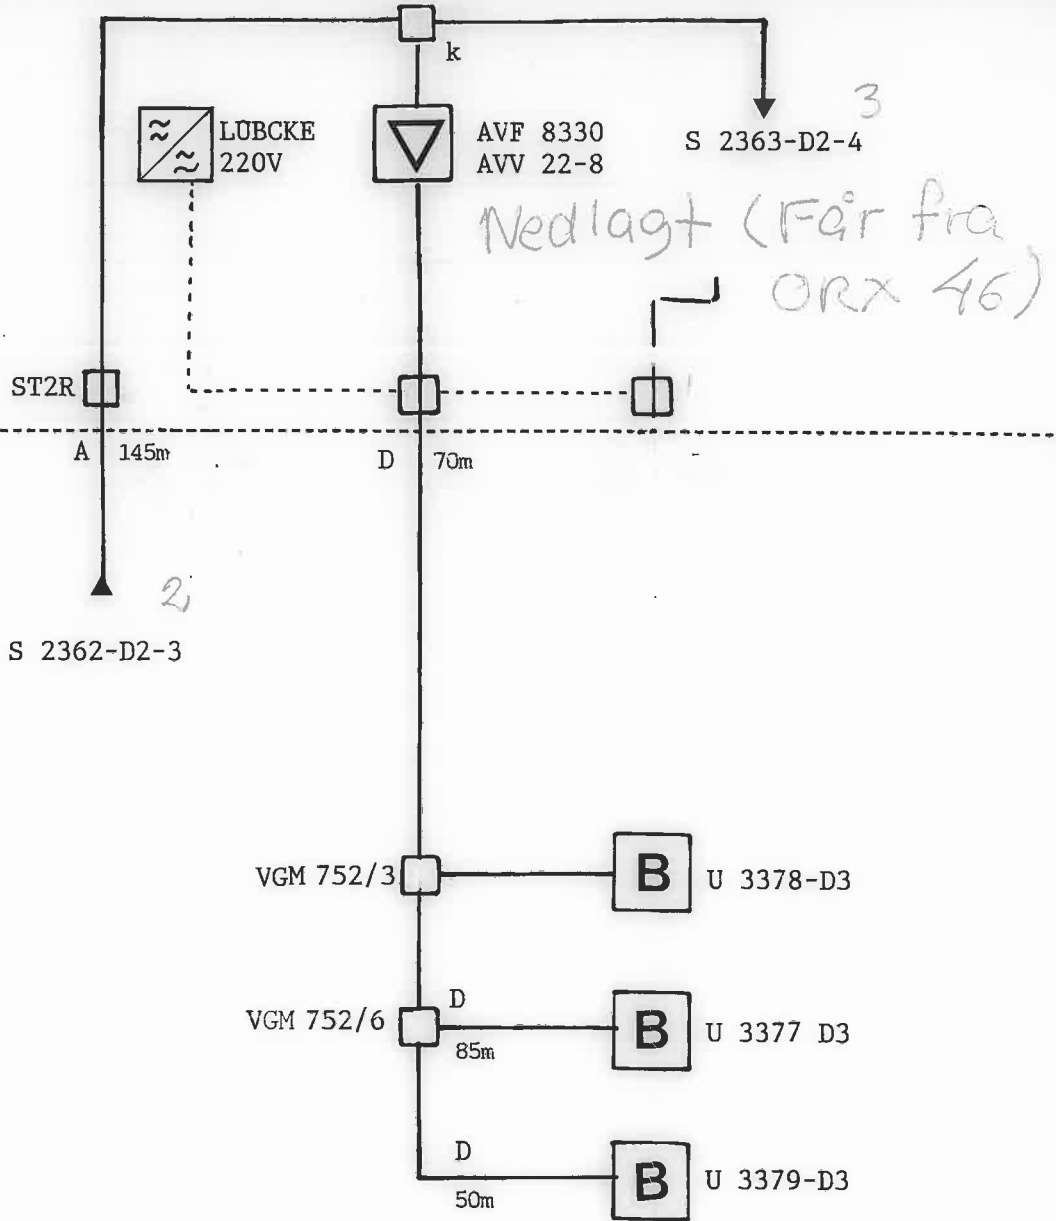 k
LÜBCKE
220V
AVF 8330
AVV 22-8
3
S 2363-D2-4
Nedlagt (Får fra
ORX 46)
ST2R
A 145m
D 70m
2
S 2362-D2-3
VGM 752/3
B
U 3378-D3
VGM 752/6
D
85m
B
U 3377 D3
D
50m
B
U 3379-D3